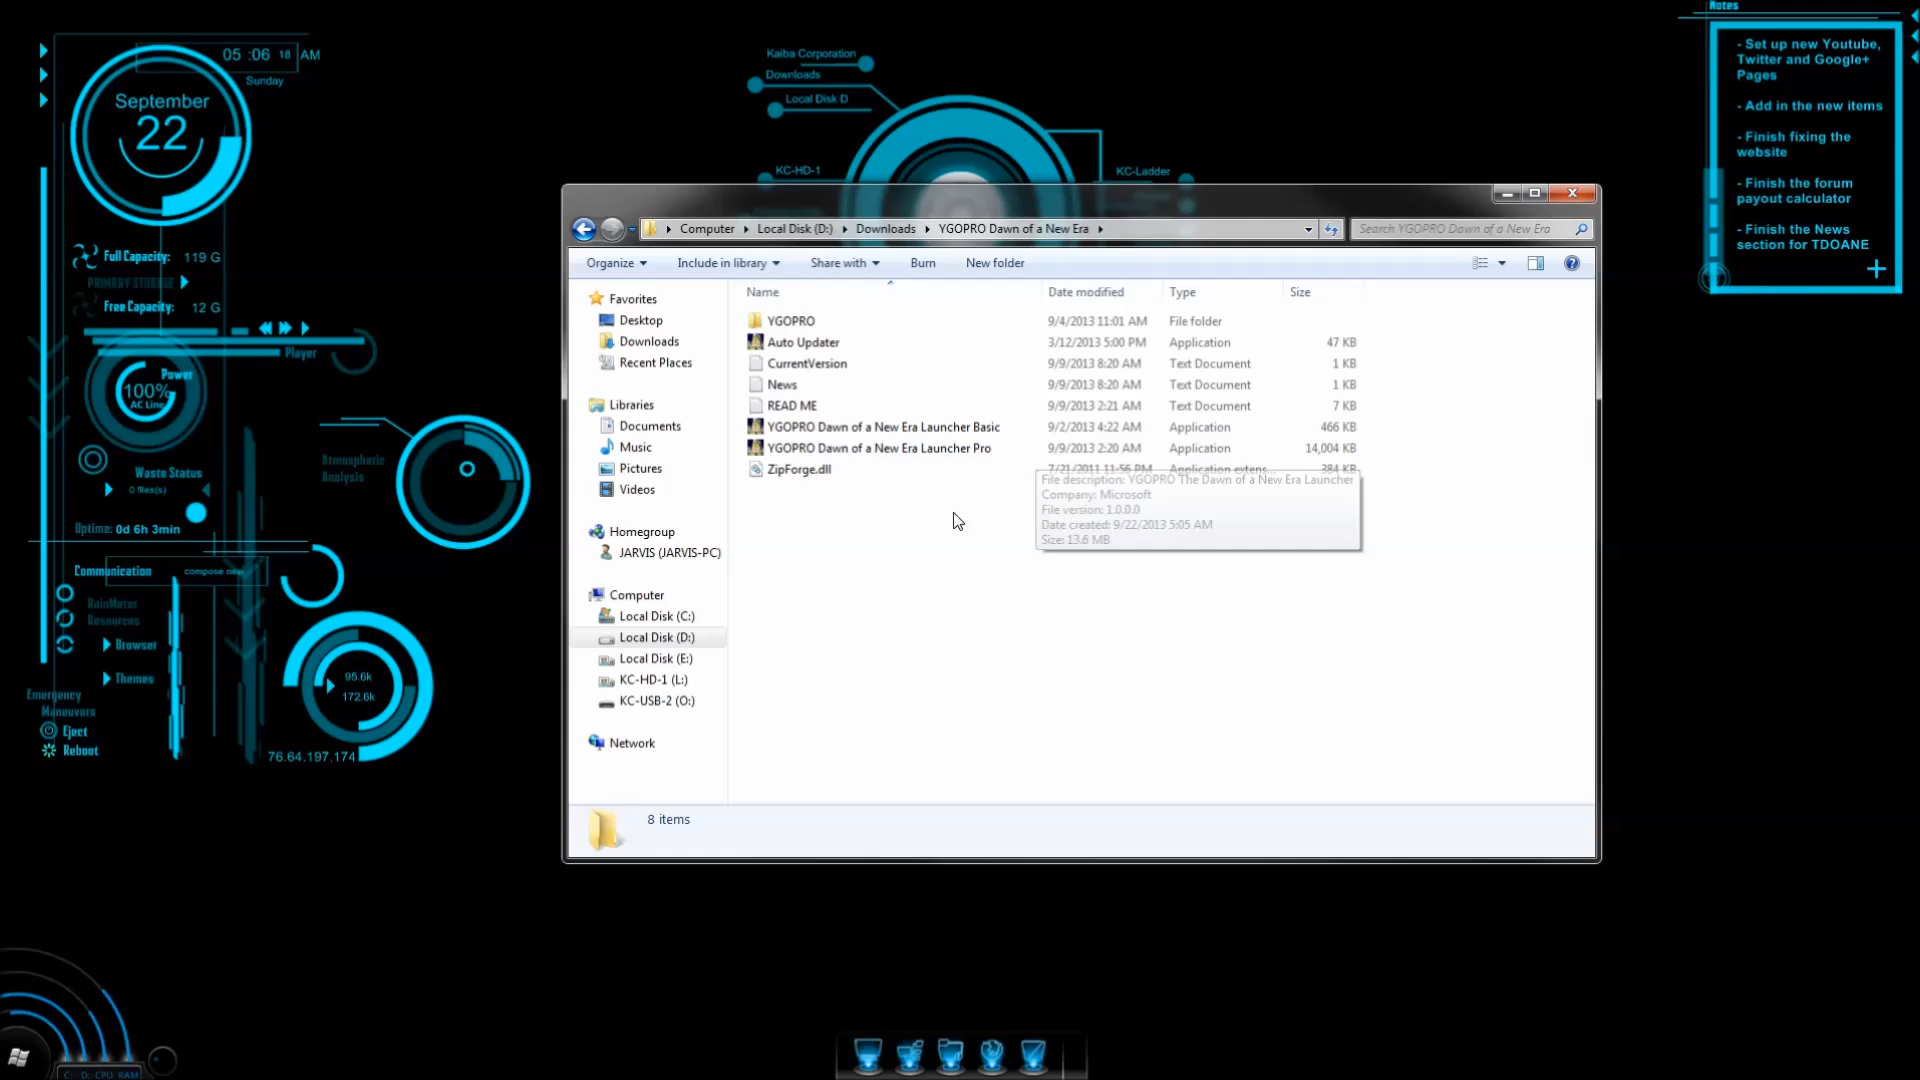 05 :06 18 AM
Sunday
September
22
Full Capacity: 119 G
PRIMARY STORAGE
Free Capacity: 12 G
Player
Power
100%
AC Line
Waste Status
0 file(s)
Atmospheric
Analysis
Uptime: 0d 6h 3min
Communication compose new
RainMeter
Resources
Browser
Themes
Emergency
Maneuvers
Eject
Reboot
95.6k
172.6k
76.64.197.174
C: D: CPU RAM
Kaiba Corporation
Downloads
Local Disk D
KC-HD-1
KC-Ladder
Notes
- Set up new Youtube,
Twitter and Google+
Pages
- Add in the new items
- Finish fixing the
website
- Finish the forum
payout calculator
- Finish the News
section for TDOANE
Computer Local Disk (D:) Downloads YGOPRO Dawn of a New Era
Search YGOPRO Dawn of a New Era
Organize Include in library Share with Burn New folder
Favorites
Desktop
Downloads
Recent Places
Libraries
Documents
Music
Pictures
Videos
Homegroup
JARVIS (JARVIS-PC)
Computer
Local Disk (C:)
Local Disk (D:)
Local Disk (E:)
KC-HD-1 (L:)
KC-USB-2 (O:)
Network
Name Date modified Type Size
YGOPRO 9/4/2013 11:01 AM File folder
Auto Updater 3/12/2013 5:00 PM Application 47 KB
CurrentVersion 9/9/2013 8:20 AM Text Document 1 KB
News 9/9/2013 8:20 AM Text Document 1 KB
READ ME 9/9/2013 2:21 AM Text Document 7 KB
YGOPRO Dawn of a New Era Launcher Basic 9/2/2013 4:22 AM Application 466 KB
YGOPRO Dawn of a New Era Launcher Pro 9/9/2013 2:20 AM Application 14,004 KB
ZipForge.dll 7/21/2011 11:56 PM Application extens... 384 KB
File description: YGOPRO The Dawn of a New Era Launcher
Company: Microsoft
File version: 1.0.0.0
Date created: 9/22/2013 5:05 AM
Size: 13.6 MB
8 items